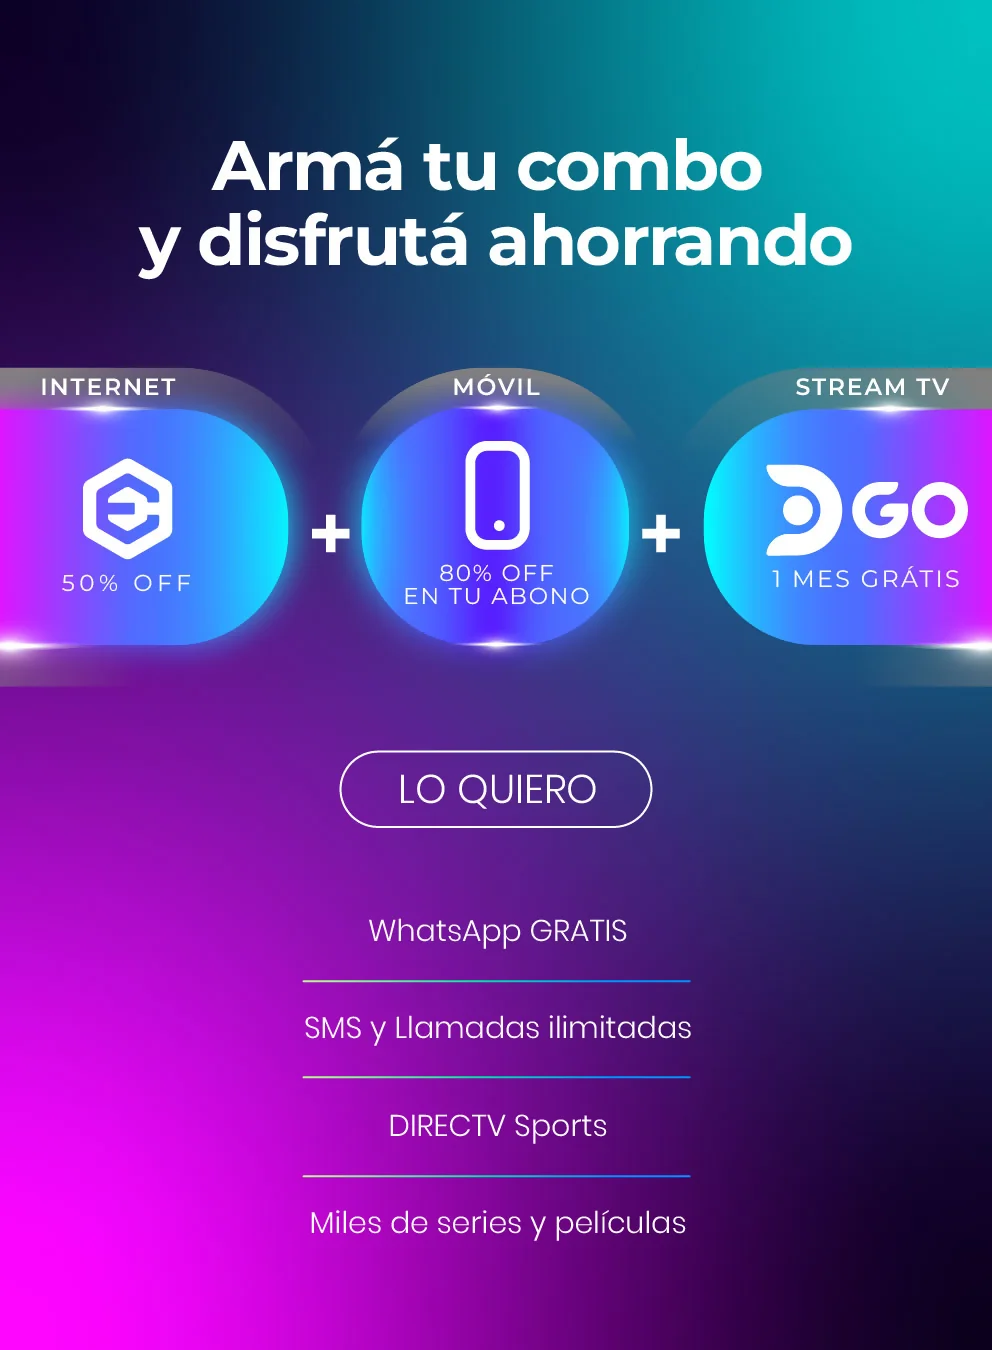 Armá tu combo
y disfrutá ahorrando
INTERNET
50% OFF
+
MÓVIL
80% OFF
EN TU ABONO
+
STREAM TV
DGO
1 MES GRÁTIS
LO QUIERO
WhatsApp GRATIS
SMS y Llamadas ilimitadas
DIRECTV Sports
Miles de series y películas